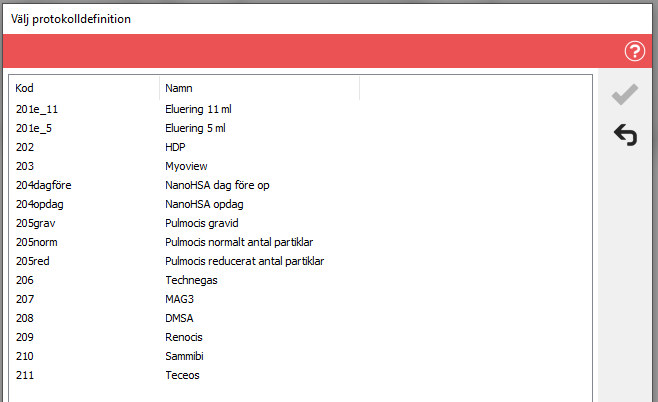 Välj protokolldefinition
?
Kod Namn
201e_11 Eluering 11 ml
201e_5 Eluering 5 ml
202 HDP
203 Myoview
204dagföre NanoHSA dag före op
204opdag NanoHSA opdag
205grav Pulmocis gravid
205norm Pulmocis normalt antal partiklar
205red Pulmocis reducerat antal partiklar
206 Technegas
207 MAG3
208 DMSA
209 Renocis
210 Sammibi
211 Teceos